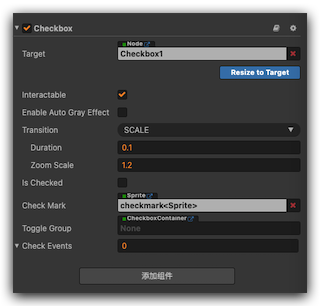 Checkbox
Node
Target Checkbox1
Resize to Target
Interactable
Enable Auto Gray Effect
Transition SCALE
Duration 0.1
Zoom Scale 1.2
Is Checked
Sprite
Check Mark checkmark<Sprite>
CheckboxContainer
Toggle Group None
Check Events 0
添加组件